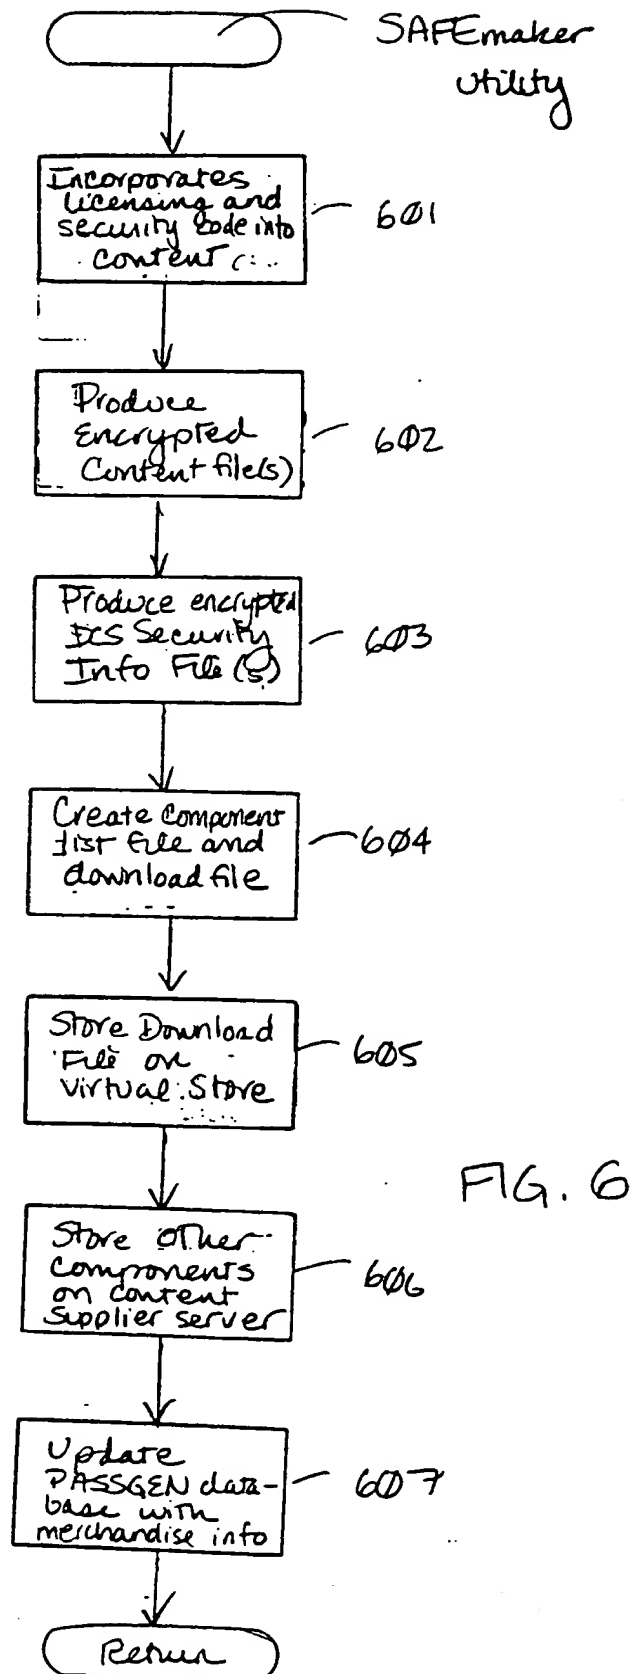 SAFEmaker
utility
Incorporates
licensing and
security code into
content
601
Produce
Encrypted
Content file(s)
602
Produce encrypted
DCS Security
Info File(s)
603
Create component
list file and
download file
604
Store Download
File on
Virtual Store
605
FIG. 6
Store other
components
on content
supplier server
606
Update
PASSGEN data-
base with
merchandise info
607
Return